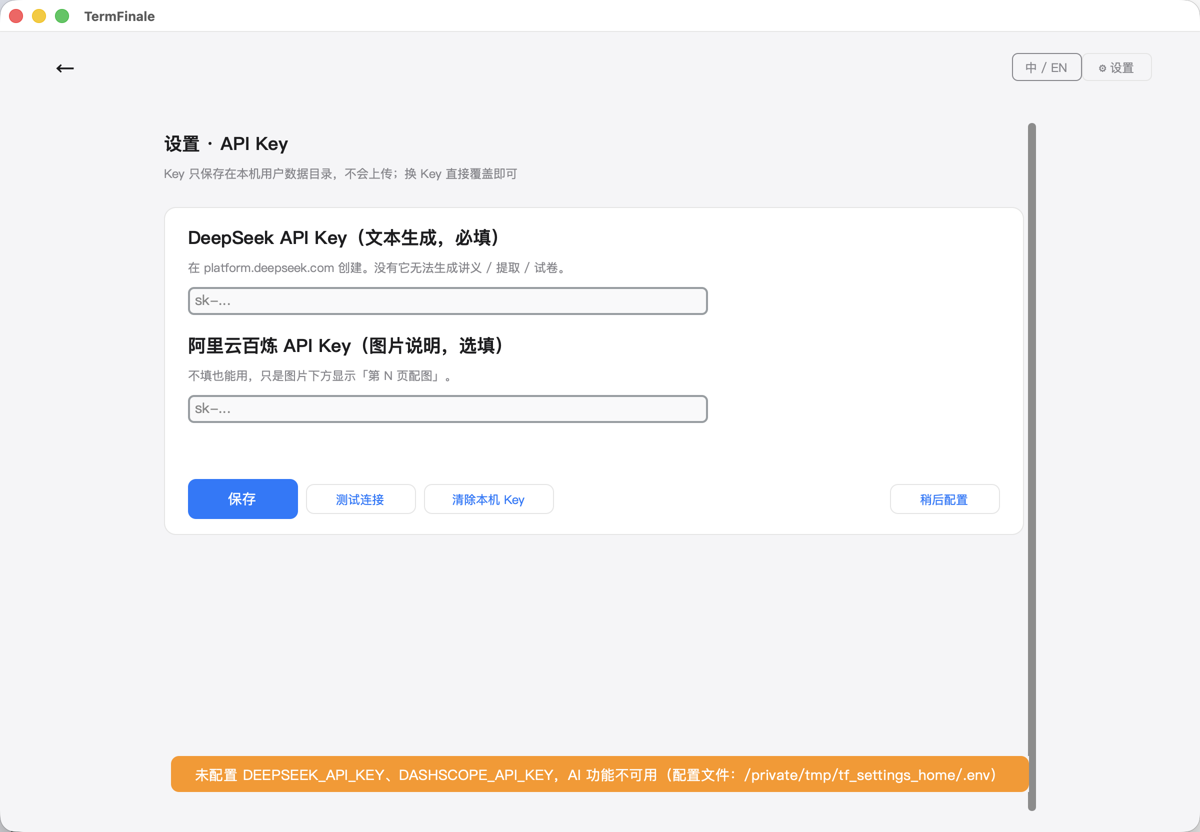 TermFinale
←
中 / EN
⚙ 设置
设置 · API Key
Key 只保存在本机用户数据目录，不会上传；换 Key 直接覆盖即可
DeepSeek API Key（文本生成，必填）
在 platform.deepseek.com 创建。没有它无法生成讲义 / 提取 / 试卷。
sk-...
阿里云百炼 API Key（图片说明，选填）
不填也能用，只是图片下方显示「第 N 页配图」。
sk-...
保存
测试连接
清除本机 Key
稍后配置
未配置 DEEPSEEK_API_KEY、DASHSCOPE_API_KEY，AI 功能不可用（配置文件：/private/tmp/tf_settings_home/.env）